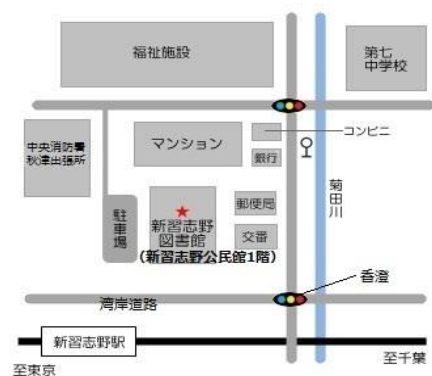 福祉施設
第七
中学校
コンビニ
中央消防署
秋津出張所
マンション
銀行
菊田川
駐車場
新習志野
図書館
(新習志野公民館1階)
郵便局
交番
香澄
湾岸道路
新習志野駅
至東京
至千葉